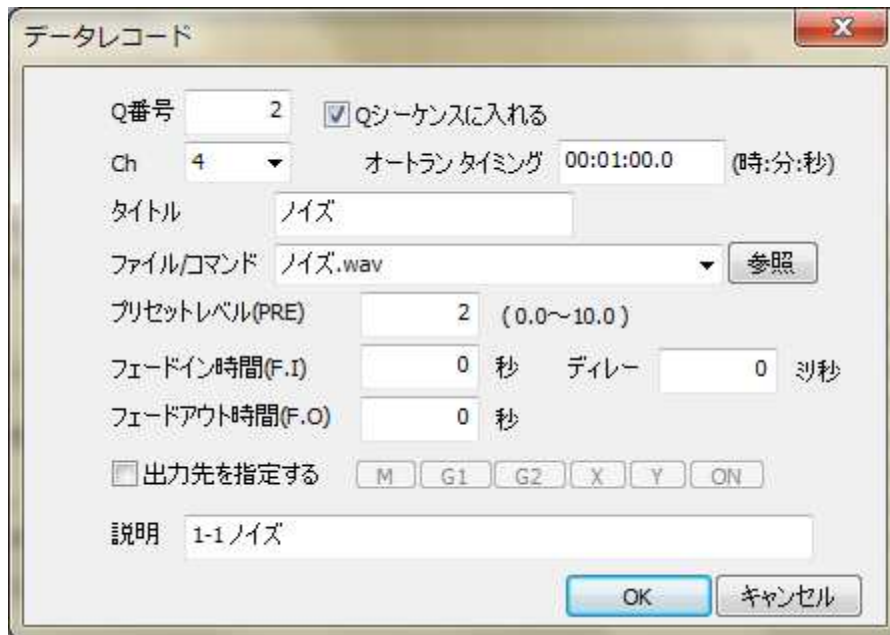 データレコード
Q番号 2 Qシーケンスに入れる
Ch 4 オートラン タイミング 00:01:00.0 (時:分:秒)
タイトル ノイズ
ファイル/コマンド ノイズ.wav 参照
プリセットレベル(PRE) 2 (0.0～10.0)
フェードイン時間(F.I) 0 秒 ディレー 0 ミリ秒
フェードアウト時間(F.O) 0 秒
出力先を指定する M G1 G2 X Y ON
説明 1-1 ノイズ
OK キャンセル